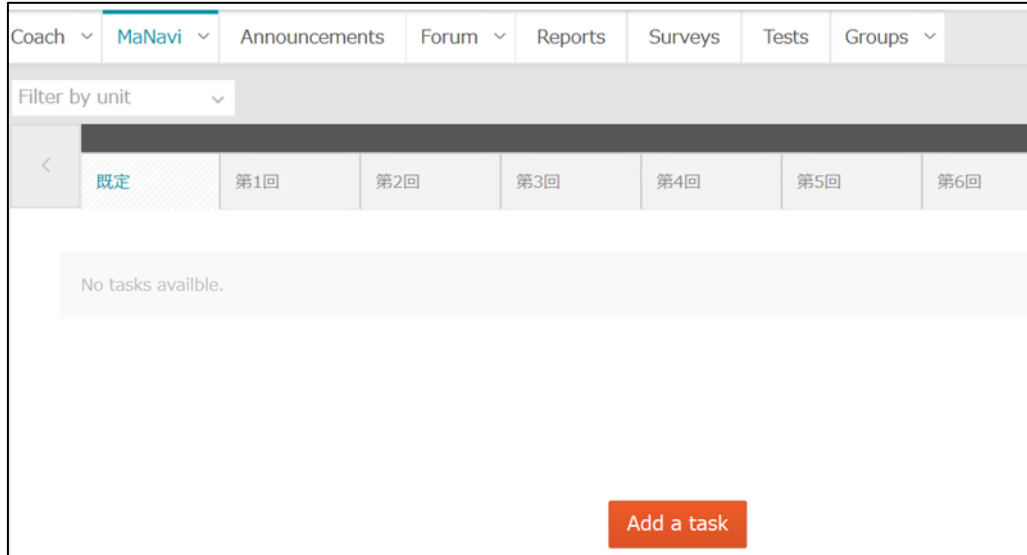 Coach MaNavi Announcements Forum Reports Surveys Tests Groups
Filter by unit
既定 第1回 第2回 第3回 第4回 第5回 第6回
No tasks availble.
Add a task